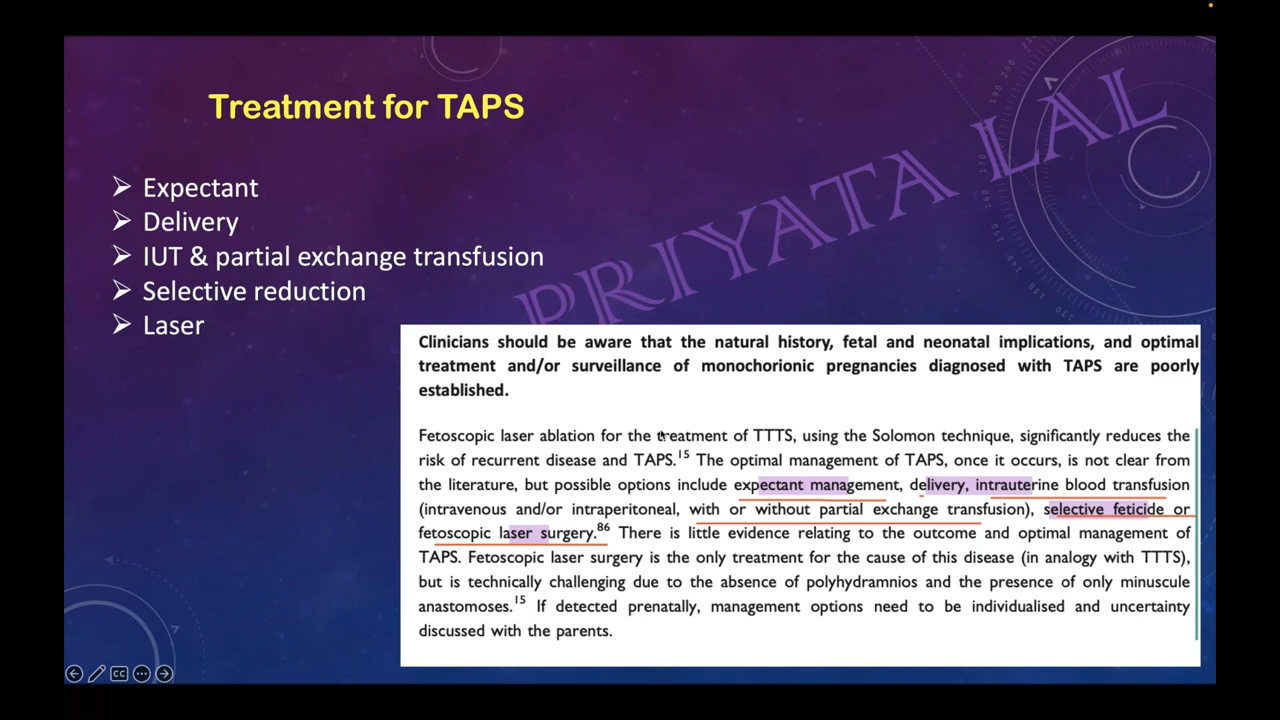 Treatment for TAPS
PRIYATA LAL
➢ Expectant
➢ Delivery
➢ IUT & partial exchange transfusion
➢ Selective reduction
➢ Laser
Clinicians should be aware that the natural history, fetal and neonatal implications, and optimal
treatment and/or surveillance of monochorionic pregnancies diagnosed with TAPS are poorly
established.
Fetoscopic laser ablation for the treatment of TTTS, using the Solomon technique, significantly reduces the
risk of recurrent disease and TAPS.15 The optimal management of TAPS, once it occurs, is not clear from
the literature, but possible options include expectant management, delivery, intrauterine blood transfusion
(intravenous and/or intraperitoneal, with or without partial exchange transfusion), selective feticide or
fetoscopic laser surgery.86 There is little evidence relating to the outcome and optimal management of
TAPS. Fetoscopic laser surgery is the only treatment for the cause of this disease (in analogy with TTTS),
but is technically challenging due to the absence of polyhydramnios and the presence of only minuscule
anastomoses.15 If detected prenatally, management options need to be individualised and uncertainty
discussed with the parents.
CC